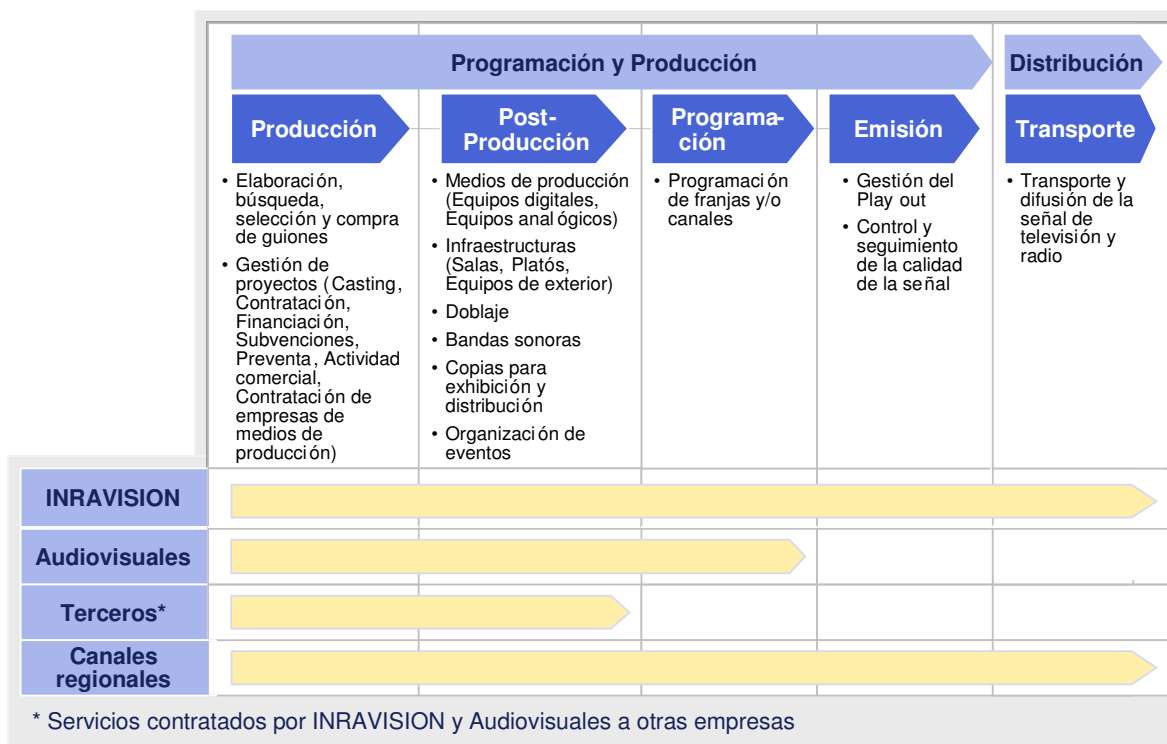 Programación y Producción
Distribución
Producción
Post-
Producción
Programa-
ción
Emisión
Transporte
• Elaboración,
búsqueda,
selección y compra
de guiones
• Gestión de
proyectos (Casting,
Contratación,
Financiación,
Subvenciones,
Preventa, Actividad
comercial,
Contratación de
empresas de
medios de
producción)
• Medios de producción
(Equipos digitales,
Equipos analógicos)
• Infraestructuras
(Salas, Platós,
Equipos de exterior)
• Doblaje
• Bandas sonoras
• Copias para
exhibición y
distribución
• Organización de
eventos
• Programación
de franjas y/o
canales
• Gestión del
Play out
• Control y
seguimiento
de la calidad
de la señal
• Transporte y
difusión de la
señal de
televisión y
radio
INRAVISION
Audiovisuales
Terceros*
Canales
regionales
* Servicios contratados por INRAVISION y Audiovisuales a otras empresas